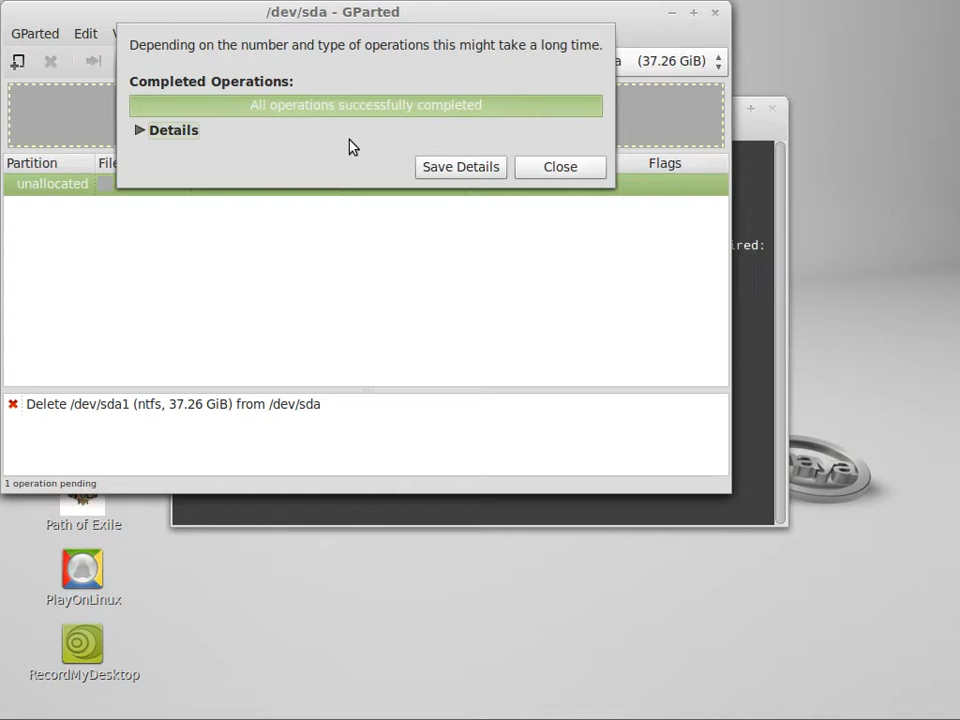 /dev/sda - GParted
GParted Edit V
a (37.26 GiB)
Depending on the number and type of operations this might take a long time.
Completed Operations:
All operations successfully completed
Details
Save Details Close
Partition File Flags
unallocated
ired:
Delete /dev/sda1 (ntfs, 37.26 GiB) from /dev/sda
1 operation pending
maya
Path of Exile
PlayOnLinux
RecordMyDesktop